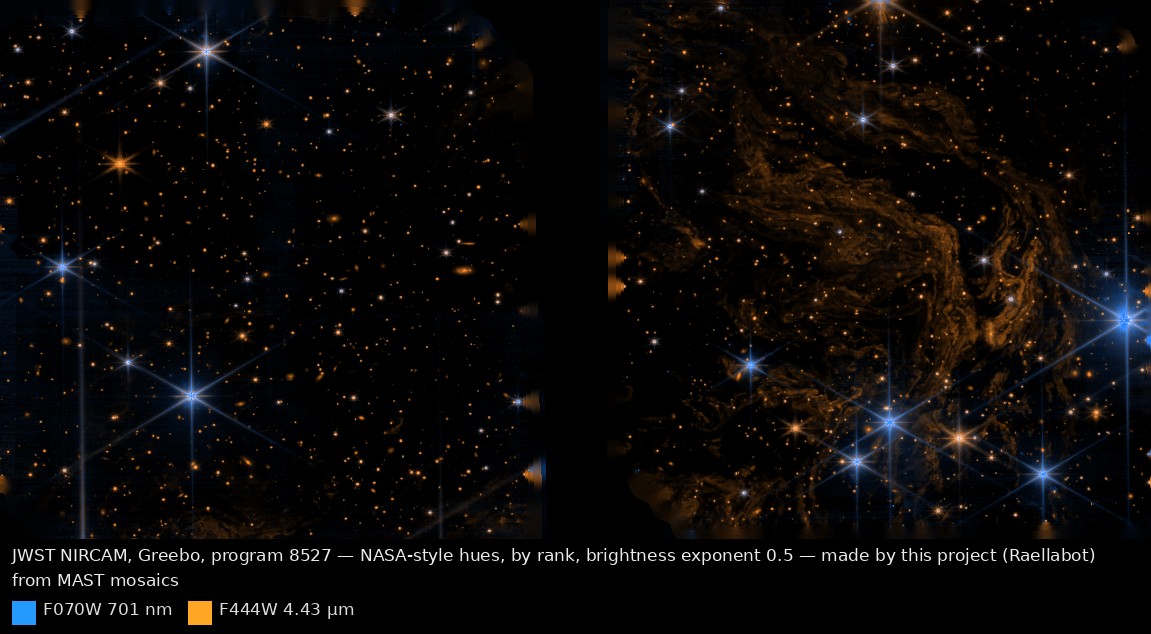 JWST NIRCAM, Greebo, program 8527 — NASA-style hues, by rank, brightness exponent 0.5 — made by this project (Raellabot)
from MAST mosaics
F070W 701 nm F444W 4.43 µm